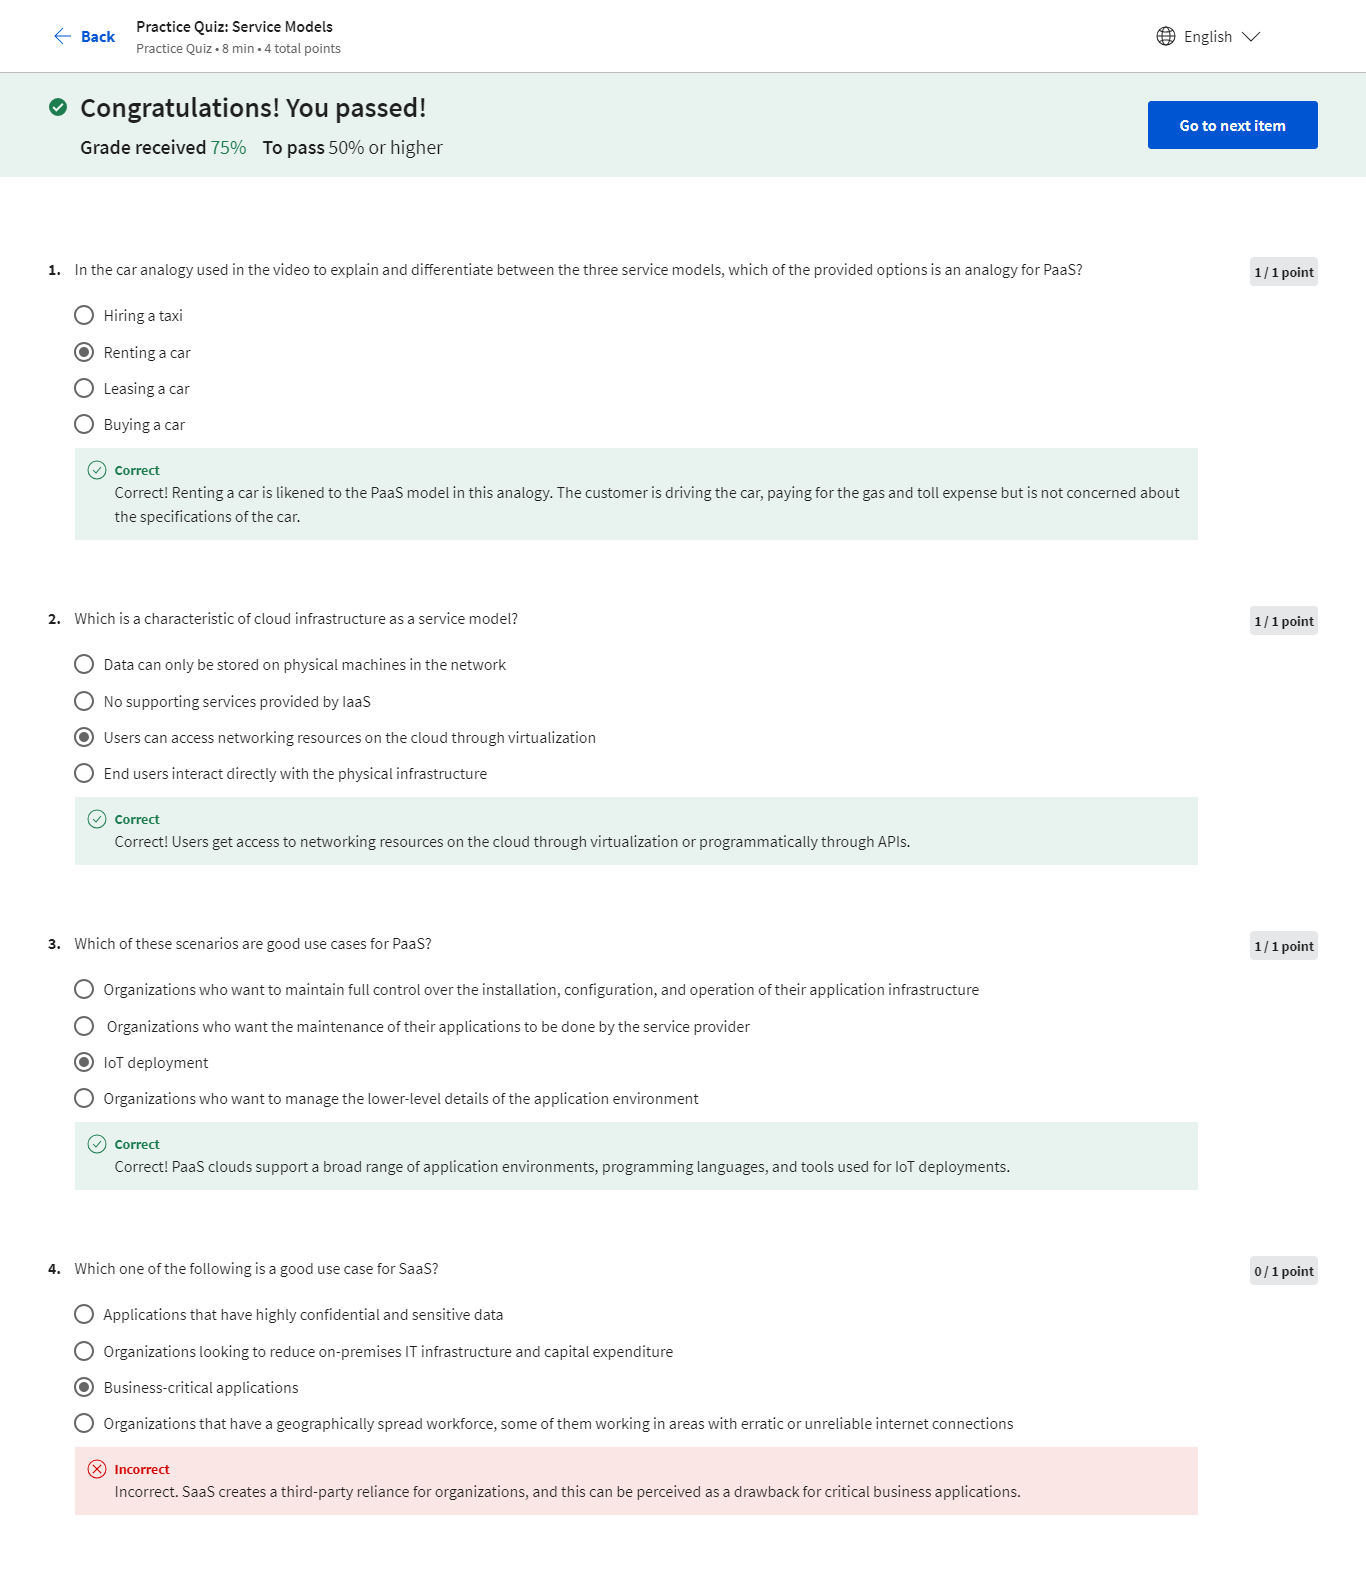 Back
Practice Quiz: Service Models
Practice Quiz • 8 min • 4 total points
English
Congratulations! You passed!
Grade received 75% To pass 50% or higher
Go to next item
1. In the car analogy used in the video to explain and differentiate between the three service models, which of the provided options is an analogy for PaaS?
1 / 1 point
Hiring a taxi
Renting a car
Leasing a car
Buying a car
Correct
Correct! Renting a car is likened to the PaaS model in this analogy. The customer is driving the car, paying for the gas and toll expense but is not concerned about
the specifications of the car.
2. Which is a characteristic of cloud infrastructure as a service model?
1 / 1 point
Data can only be stored on physical machines in the network
No supporting services provided by IaaS
Users can access networking resources on the cloud through virtualization
End users interact directly with the physical infrastructure
Correct
Correct! Users get access to networking resources on the cloud through virtualization or programmatically through APIs.
3. Which of these scenarios are good use cases for PaaS?
1 / 1 point
Organizations who want to maintain full control over the installation, configuration, and operation of their application infrastructure
Organizations who want the maintenance of their applications to be done by the service provider
IoT deployment
Organizations who want to manage the lower-level details of the application environment
Correct
Correct! PaaS clouds support a broad range of application environments, programming languages, and tools used for IoT deployments.
4. Which one of the following is a good use case for SaaS?
0 / 1 point
Applications that have highly confidential and sensitive data
Organizations looking to reduce on-premises IT infrastructure and capital expenditure
Business-critical applications
Organizations that have a geographically spread workforce, some of them working in areas with erratic or unreliable internet connections
Incorrect
Incorrect. SaaS creates a third-party reliance for organizations, and this can be perceived as a drawback for critical business applications.